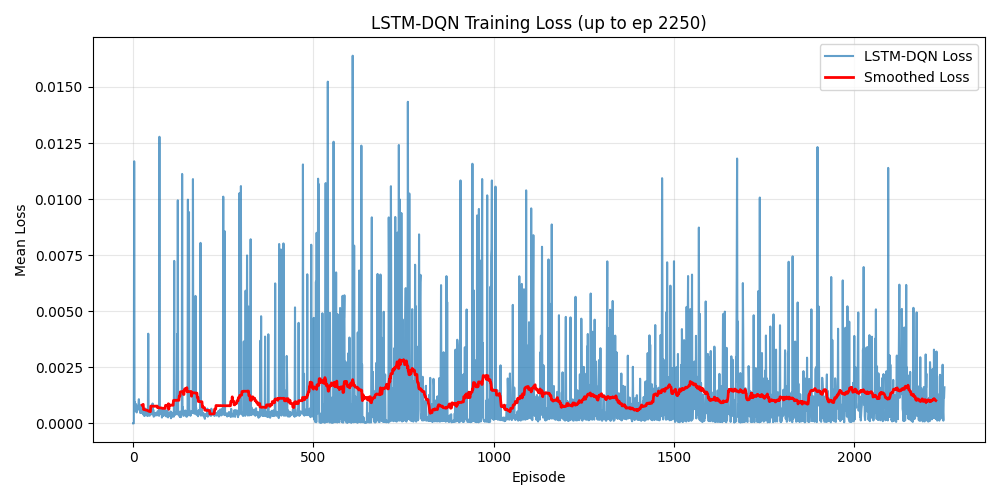 LSTM-DQN Training Loss (up to ep 2250)
LSTM-DQN Loss
Smoothed Loss
Mean Loss
0.0150
0.0125
0.0100
0.0075
0.0050
0.0025
0.0000
0
500
1000
1500
2000
Episode